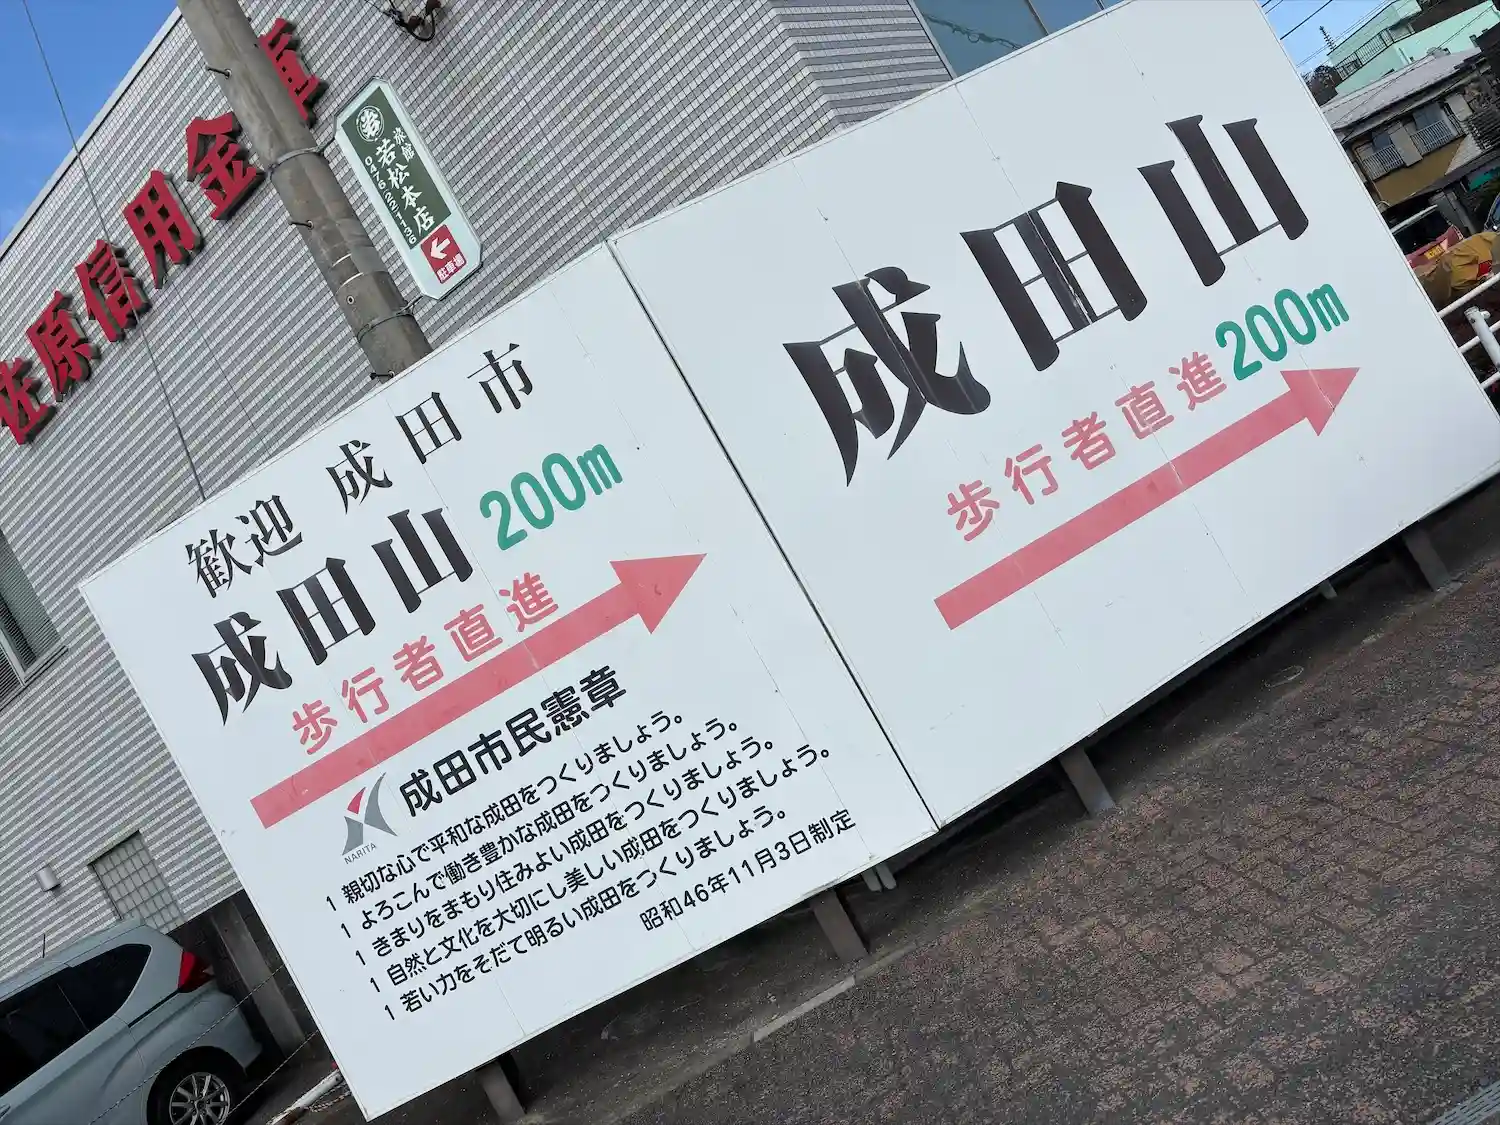 佐原信用金庫
岩
旅館
若松本店
0476-22-1136
駐車場
歓迎 成田市
成田山 200m
歩行者直進
NARITA
成田市民憲章
1 親切な心で平和な成田をつくりましょう。
1 よろこんで働き豊かな成田をつくりましょう。
1 きまりをまもり住みよい成田をつくりましょう。
1 自然と文化を大切にし美しい成田をつくりましょう。
1 若い力をそだて明るい成田をつくりましょう。
昭和46年11月3日制定
成田山
歩行者直進 200m